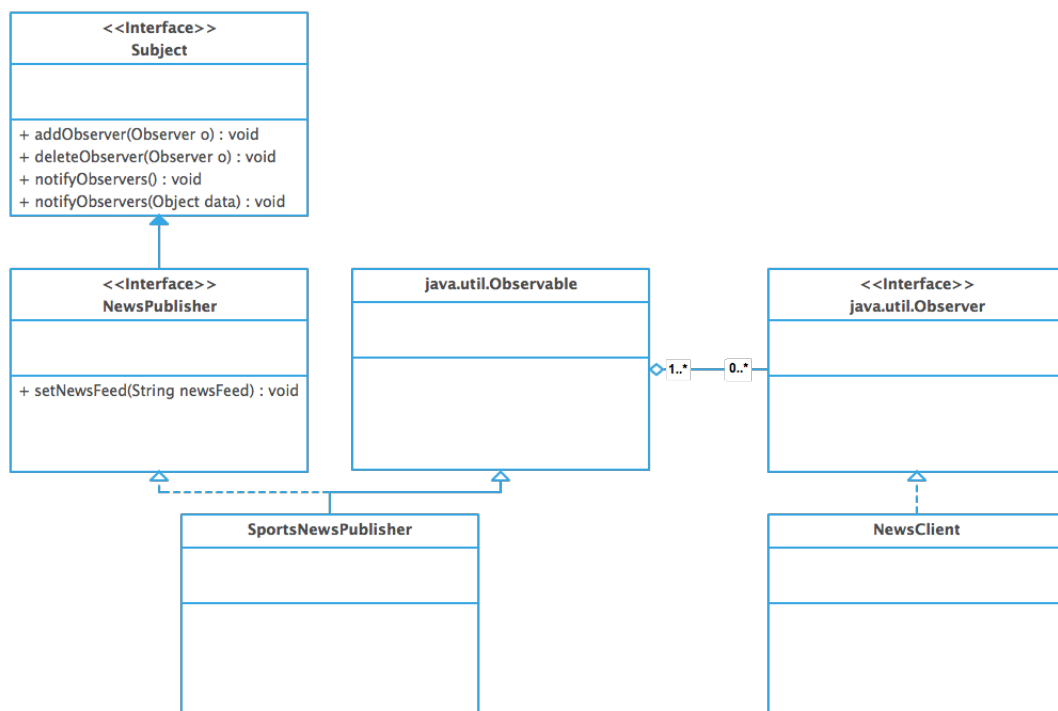 <<Interface>>
Subject
+ addObserver(Observer o) : void
+ deleteObserver(Observer o) : void
+ notifyObservers() : void
+ notifyObservers(Object data) : void
<<Interface>>
NewsPublisher
+ setNewsFeed(String newsFeed) : void
java.util.Observable
1..*
0..*
<<Interface>>
java.util.Observer
SportsNewsPublisher
NewsClient